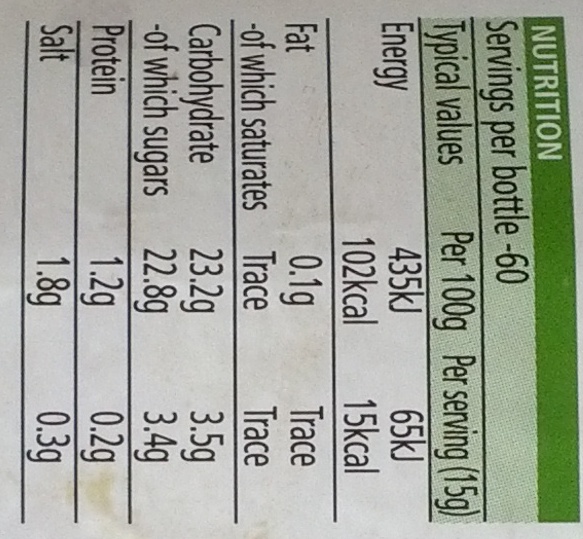 NUTRITION
Servings per bottle -60
Typical values Per 100g Per serving (15g)
Energy 435kJ 65kJ
102kcal 15kcal
Fat 0.1g Trace
-of which saturates Trace Trace
Carbohydrate 23.2g 3.5g
-of which sugars 22.8g 3.4g
Protein 1.2g 0.2g
Salt 1.8g 0.3g